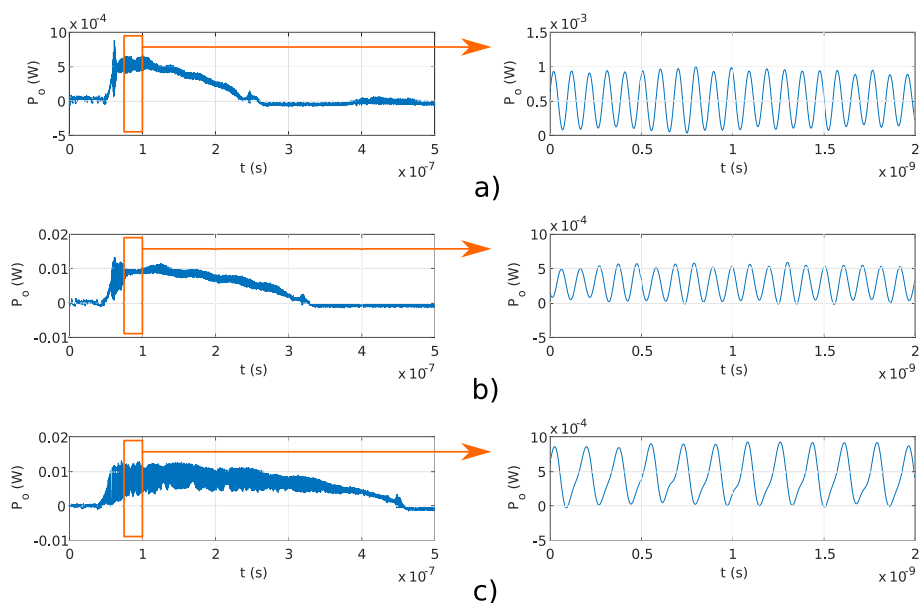 x 10-4
10
5
0
-5
P o (W)
0 1 2 3 4 5
t (s)
x 10-7
x 10-3
1.5
1
0.5
0
P o (W)
0 0.5 1 1.5 2
t (s)
x 10-9
a)
0.02
0.01
0
-0.01
P o (W)
0 1 2 3 4 5
t (s)
x 10-7
x 10-4
10
5
0
-5
P o (W)
0 0.5 1 1.5 2
t (s)
x 10-9
b)
0.02
0.01
0
-0.01
P o (W)
0 1 2 3 4 5
t (s)
x 10-7
x 10-4
10
5
0
-5
P o (W)
0 0.5 1 1.5 2
t (s)
x 10-9
c)